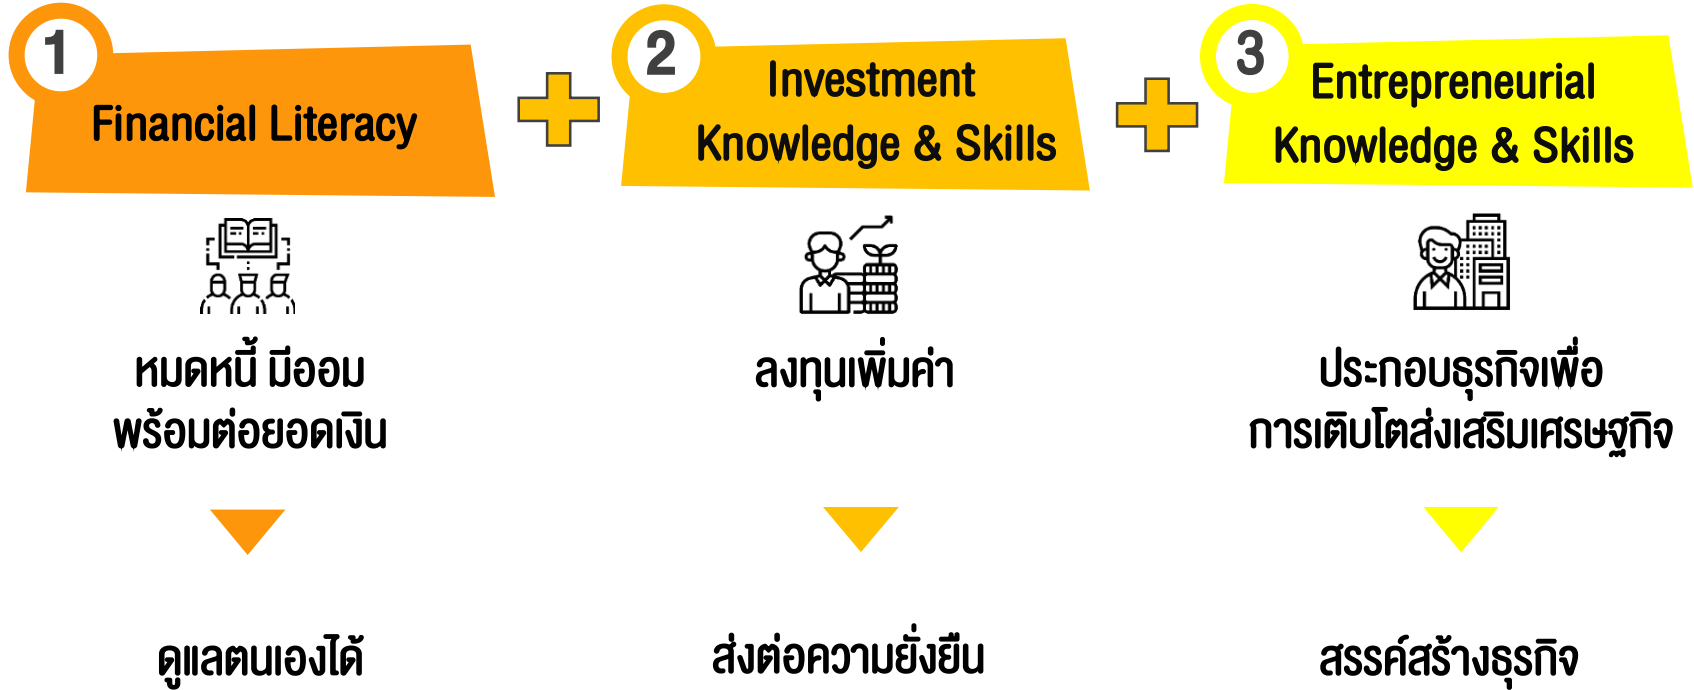 1
Financial Literacy
หมดหนี้ มีออม
พร้อมต่อยอดเงิน
ดูแลตนเองได้
2
Investment
Knowledge & Skills
ลงทุนเพิ่มค่า
ส่งต่อความยั่งยืน
3
Entrepreneurial
Knowledge & Skills
ประกอบธุรกิจเพื่อ
การเติบโตส่งเสริมเศรษฐกิจ
สรรค์สร้างธุรกิจ